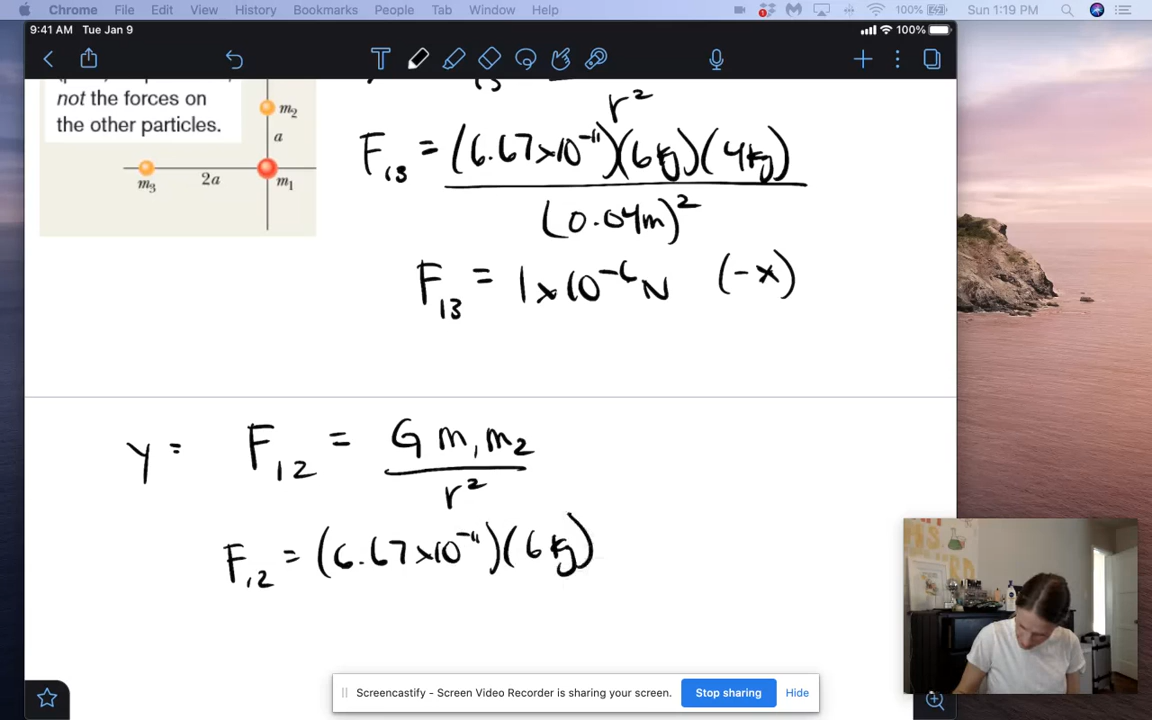 Chrome File Edit View History Bookmarks People Tab Window Help 100% Sun 1:19 PM
9:41 AM Tue Jan 9 100%
T
not the forces on
the other particles.
m₂
a
m₃ 2a m₁
13
r²
F₁₃ = (6.67×10⁻¹¹)(6kg)(4kg)
(0.04m)²
F₁₃ = 1×10⁻⁶N (-x)
y = F₁₂ = G m₁m₂
r²
F₁₂ = (6.67×10⁻¹¹)(6kg)
Screencastify - Screen Video Recorder is sharing your screen. Stop sharing Hide